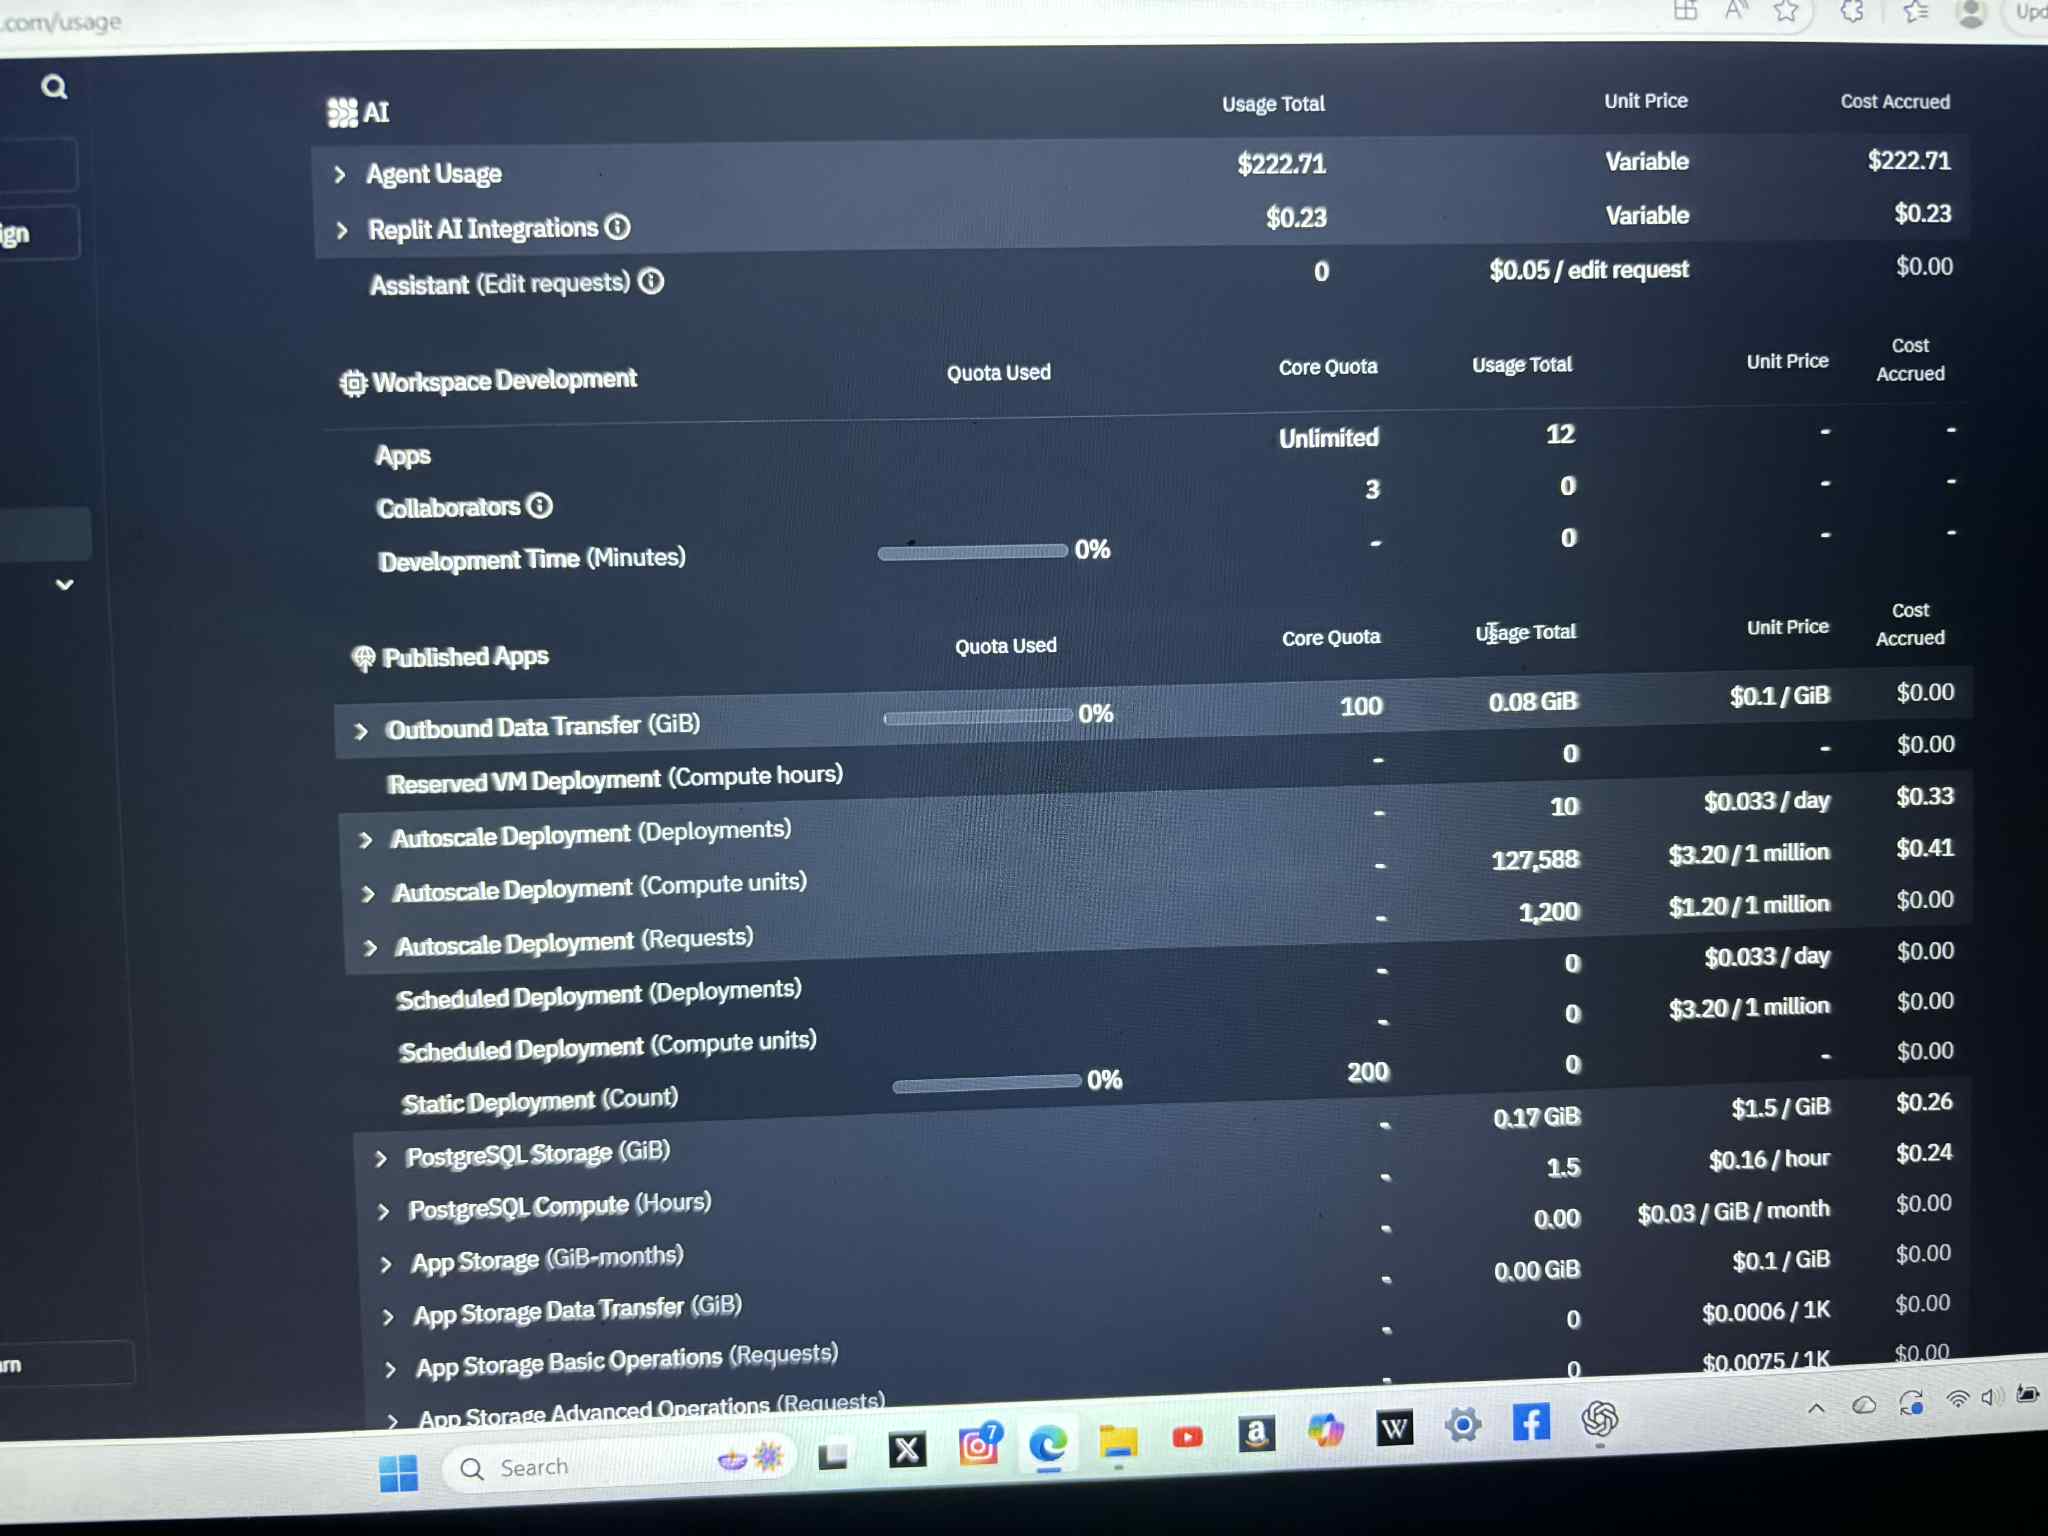 .com/usage
Upd
AI Usage Total Unit Price Cost Accrued
Agent Usage $222.71 Variable $222.71
Replit AI Integrations $0.23 Variable $0.23
ign
Assistant (Edit requests) 0 $0.05 / edit request $0.00
Workspace Development Quota Used Core Quota Usage Total Unit Price Cost Accrued
Apps Unlimited 12 - -
Collaborators 3 0 - -
Development Time (Minutes) 0% - 0 - -
Published Apps Quota Used Core Quota Usage Total Unit Price Cost Accrued
Outbound Data Transfer (GiB) 0% 100 0.08 GiB $0.1 / GiB $0.00
Reserved VM Deployment (Compute hours) - 0 - $0.00
Autoscale Deployment (Deployments) - 10 $0.033 / day $0.33
Autoscale Deployment (Compute units) - 127,588 $3.20 / 1 million $0.41
Autoscale Deployment (Requests) - 1,200 $1.20 / 1 million $0.00
Scheduled Deployment (Deployments) - 0 $0.033 / day $0.00
Scheduled Deployment (Compute units) - 0 $3.20 / 1 million $0.00
Static Deployment (Count) 0% 200 0 - $0.00
PostgreSQL Storage (GiB) - 0.17 GiB $1.5 / GiB $0.26
PostgreSQL Compute (Hours) - 1.5 $0.16 / hour $0.24
App Storage (GiB-months) - 0.00 $0.03 / GiB / month $0.00
App Storage Data Transfer (GiB) - 0.00 GiB $0.1 / GiB $0.00
App Storage Basic Operations (Requests) - 0 $0.0006 / 1K $0.00
App Storage Advanced Operations (Requests) - 0 $0.0075 / 1K $0.00
Search
7